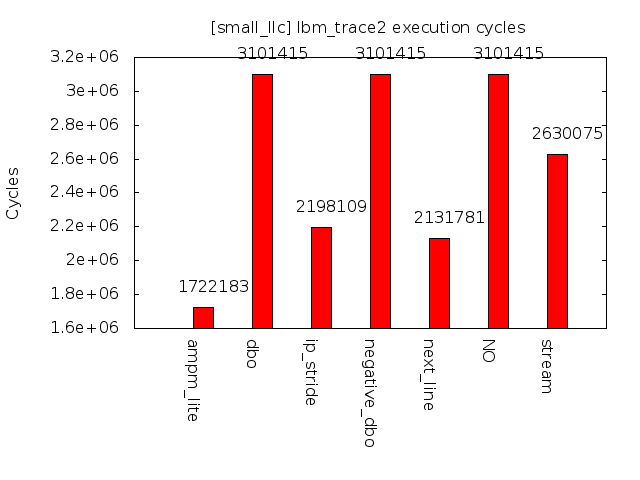 [small_llc] lbm_trace2 execution cycles
Cycles
3.2e+06
3e+06
2.8e+06
2.6e+06
2.4e+06
2.2e+06
2e+06
1.8e+06
1.6e+06
1722183
3101415
2198109
3101415
2131781
3101415
2630075
ampm_lite
dbo
ip_stride
negative_dbo
next_line
NO
stream